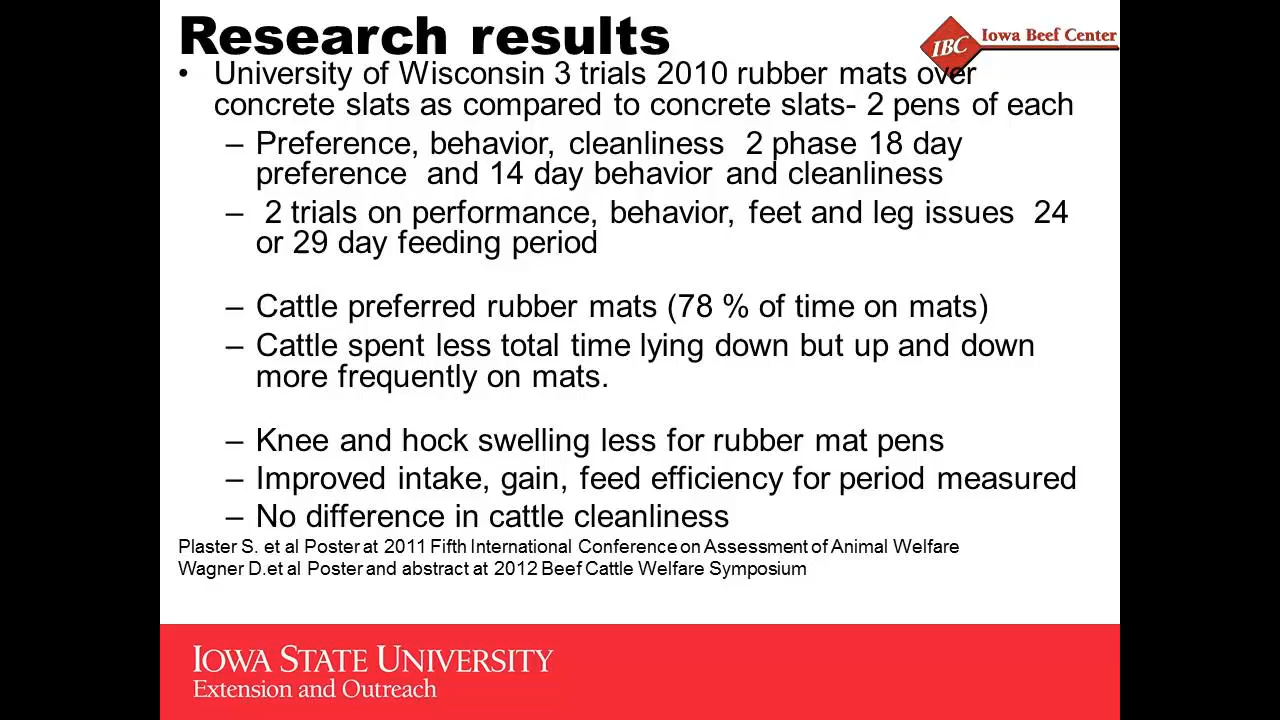 Research results
IBC Iowa Beef Center
• University of Wisconsin 3 trials 2010 rubber mats over
concrete slats as compared to concrete slats- 2 pens of each
– Preference, behavior, cleanliness 2 phase 18 day
preference and 14 day behavior and cleanliness
– 2 trials on performance, behavior, feet and leg issues 24
or 29 day feeding period
– Cattle preferred rubber mats (78 % of time on mats)
– Cattle spent less total time lying down but up and down
more frequently on mats.
– Knee and hock swelling less for rubber mat pens
– Improved intake, gain, feed efficiency for period measured
– No difference in cattle cleanliness
Plaster S. et al Poster at 2011 Fifth International Conference on Assessment of Animal Welfare
Wagner D.et al Poster and abstract at 2012 Beef Cattle Welfare Symposium
IOWA STATE UNIVERSITY
Extension and Outreach